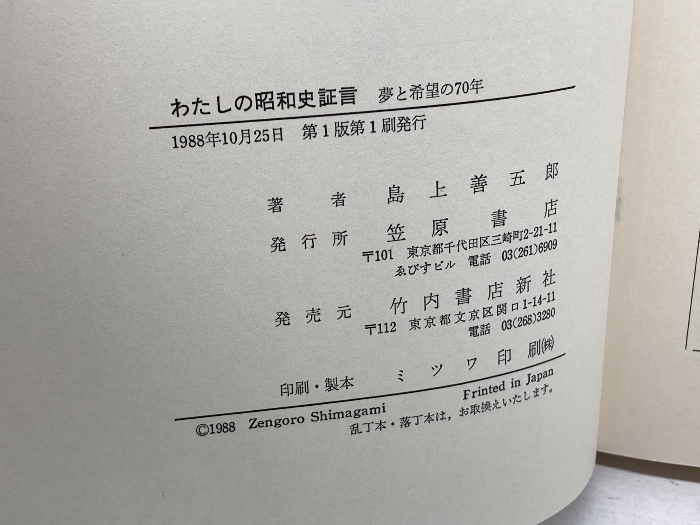 わたしの昭和史証言 夢と希望の70年
1988年10月25日 第1版第1刷発行
著者 島上善五郎
発行所 笠原書店
〒101 東京都千代田区三崎町2-21-11
ゑびすビル 電話 03(261)6909
発売元 竹内書店新社
〒112 東京都文京区関口1-14-11
電話 03(268)3280
印刷・製本 ミツワ印刷㈱
©1988 Zengoro Shimagami Printed in Japan
乱丁本・落丁本は，お取換えいたします。